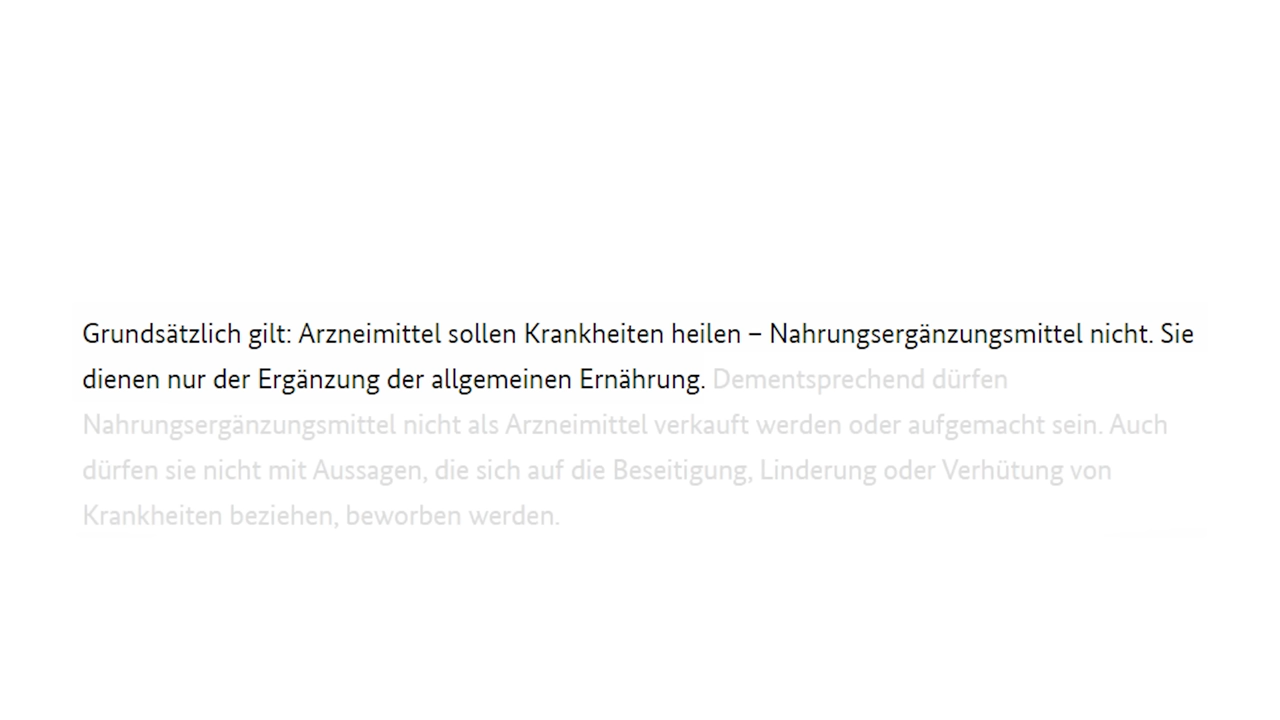 Grundsätzlich gilt: Arzneimittel sollen Krankheiten heilen – Nahrungsergänzungsmittel nicht. Sie
dienen nur der Ergänzung der allgemeinen Ernährung. Dementsprechend dürfen
Nahrungsergänzungsmittel nicht als Arzneimittel verkauft werden oder aufgemacht sein. Auch
dürfen sie nicht mit Aussagen, die sich auf die Beseitigung, Linderung oder Verhütung von
Krankheiten beziehen, beworben werden.